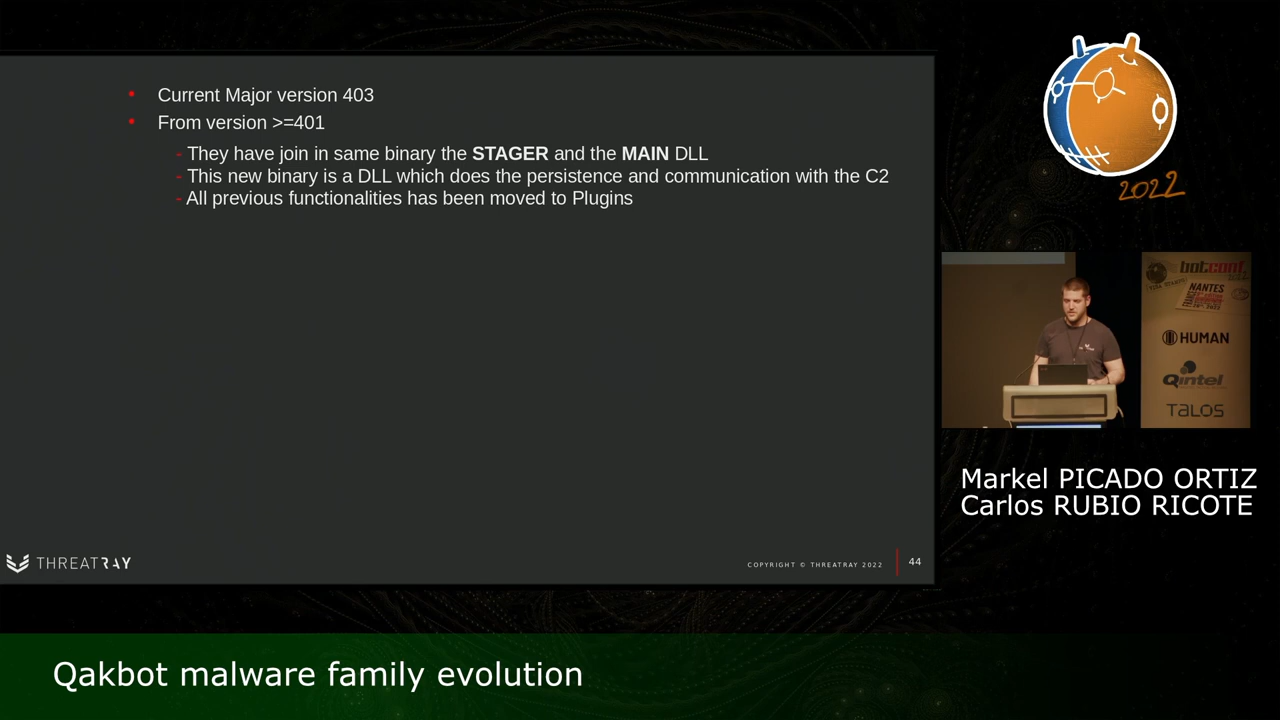 Current Major version 403
From version >=401
- They have join in same binary the STAGER and the MAIN DLL
- This new binary is a DLL which does the persistence and communication with the C2
- All previous functionalities has been moved to Plugins
THREATRAY
COPYRIGHT © THREATRAY 2022
44
2022
botconf
NANTES
HUMAN
Qintel
TALOS
Markel PICADO ORTIZ
Carlos RUBIO RICOTE
Qakbot malware family evolution